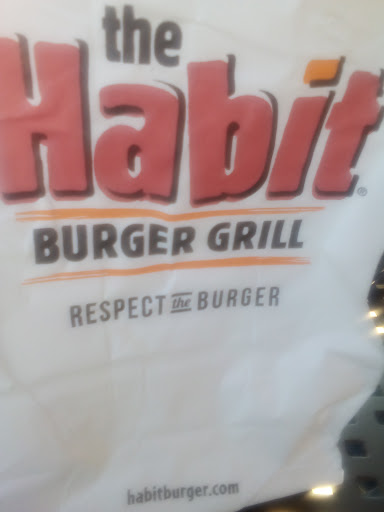 the
Habit
BURGER GRILL
RESPECT the BURGER
habitburger.com